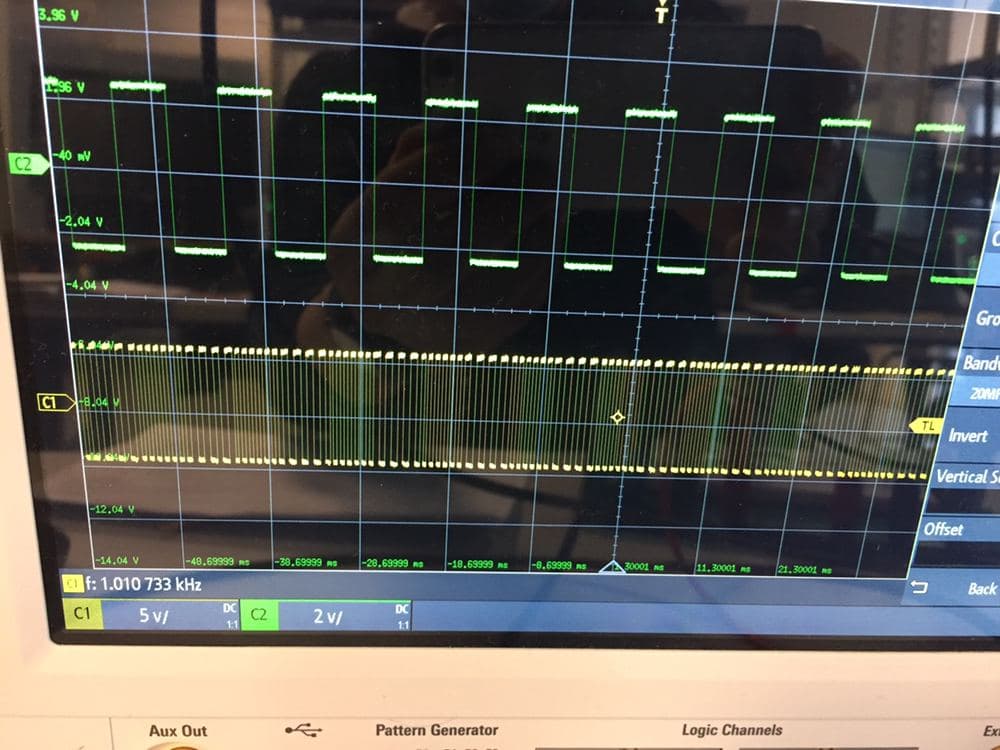 3.96 V
T
1.96 V
C2
-40 mV
-2.04 V
-4.04 V
C1
-8.04 V
TL
-12.04 V
-14.04 V
-48.69999 ms
-38.69999 ms
-28.69999 ms
-18.69999 ms
-8.69999 ms
11.30001 ms
21.30001 ms
Gro
Band
20M
Invert
Vertical S
Offset
Back
C1 f: 1.010 733 kHz
C1 5 v/ DC 1:1 C2 2 v/ DC 1:1
Aux Out Pattern Generator Logic Channels Ex